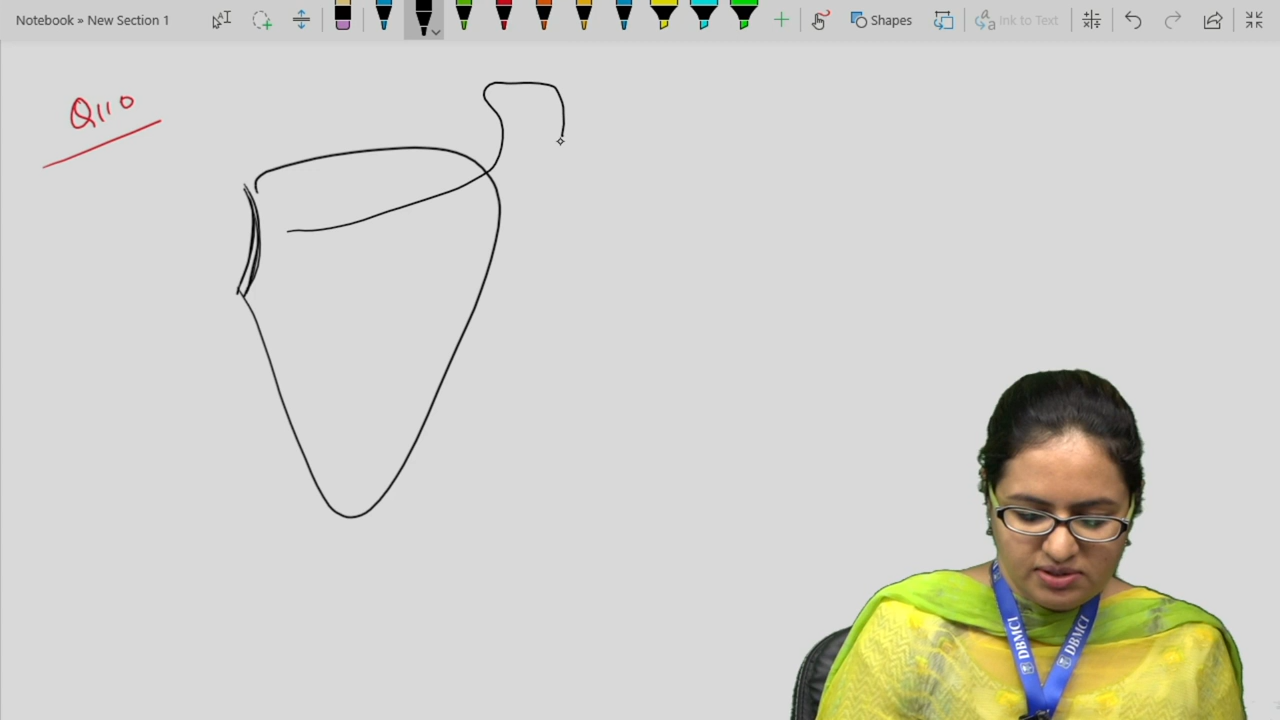 Notebook » New Section 1
Shapes
Ink to Text
Q110
DBMCI
DBMCI